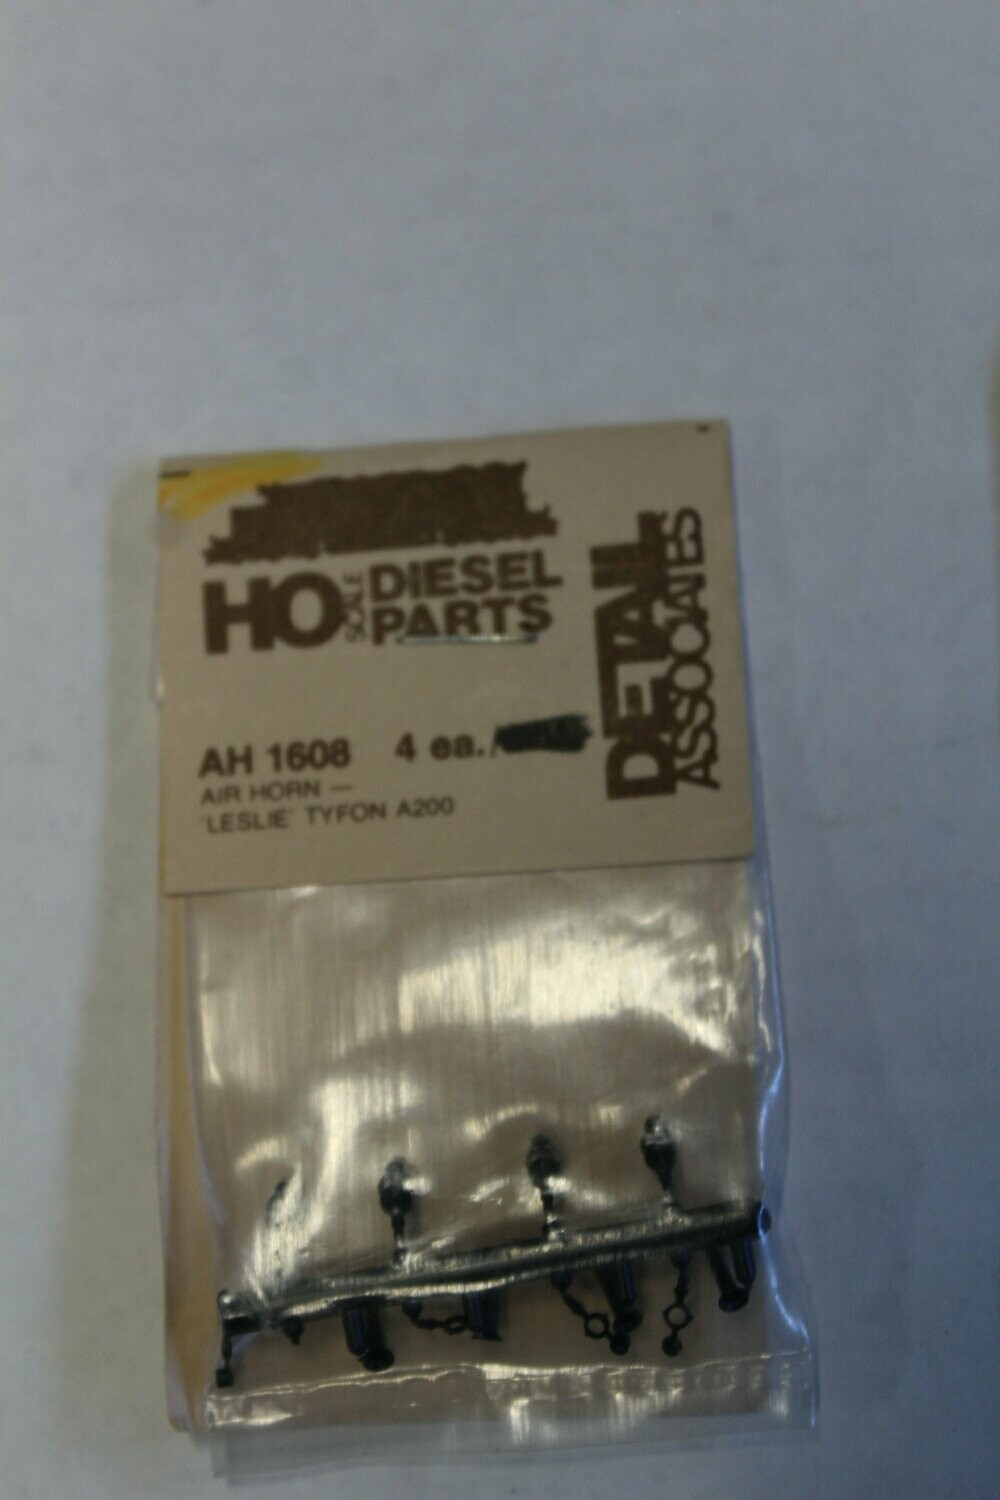 HO SCALE DIESEL
PARTS
DETAIL
ASSOCIATES
AH 1608 4 ea./
AIR HORN —
'LESLIE' TYFON A200